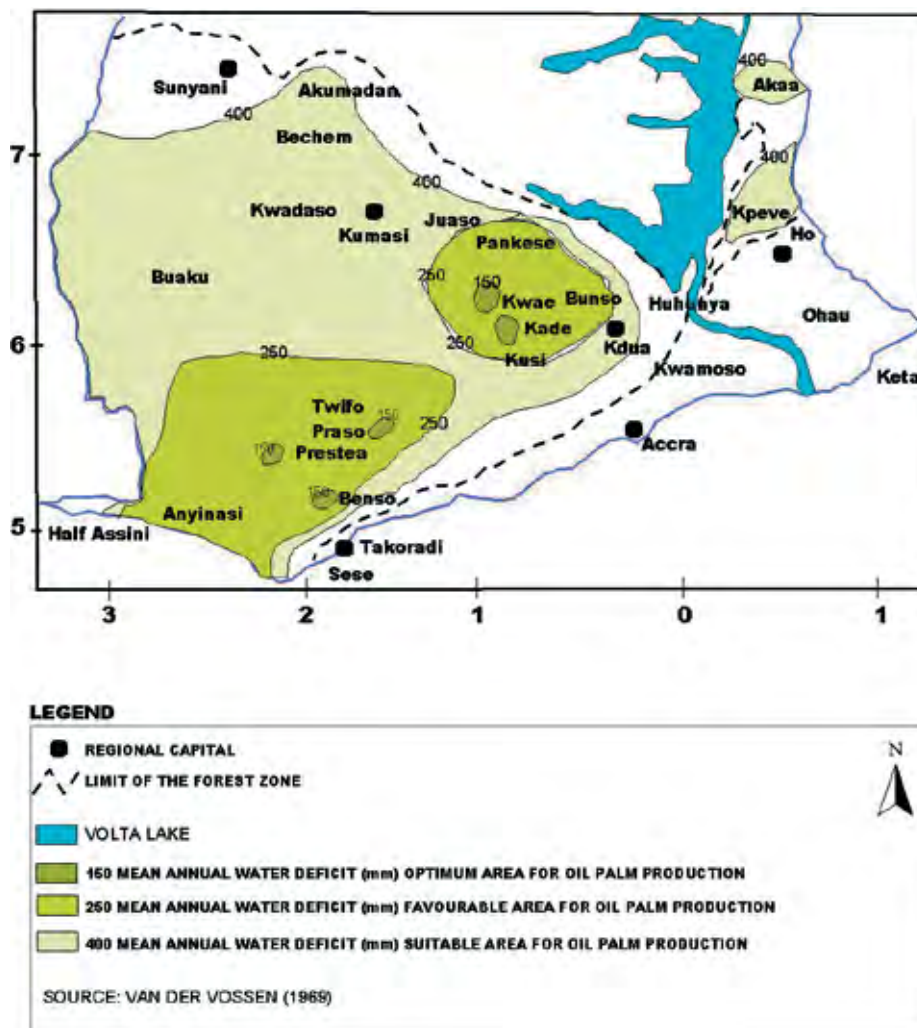 400
Akaa
Sunyani
Akumadan
400
Bechem
400
7
400
Kpeve
Kwadaso
Juaso
Kumasi
Ho
Pankese
Buaku
250
150
Kwae
Bunso
Huhunya
Ohau
Kade
6
250
Kusi
Kdua
250
Kwamoso
Keta
Twifo
150
250
Praso
Accra
150
Prestea
150
Benso
Anyinasi
5
Half Assini
Takoradi
Sese
3
2
1
0
1
LEGEND
REGIONAL CAPITAL
N
LIMIT OF THE FOREST ZONE
VOLTA LAKE
150 MEAN ANNUAL WATER DEFICIT (mm) OPTIMUM AREA FOR OIL PALM PRODUCTION
250 MEAN ANNUAL WATER DEFICIT (mm) FAVOURABLE AREA FOR OIL PALM PRODUCTION
400 MEAN ANNUAL WATER DEFICIT (mm) SUITABLE AREA FOR OIL PALM PRODUCTION
SOURCE: VAN DER VOSSEN (1969)